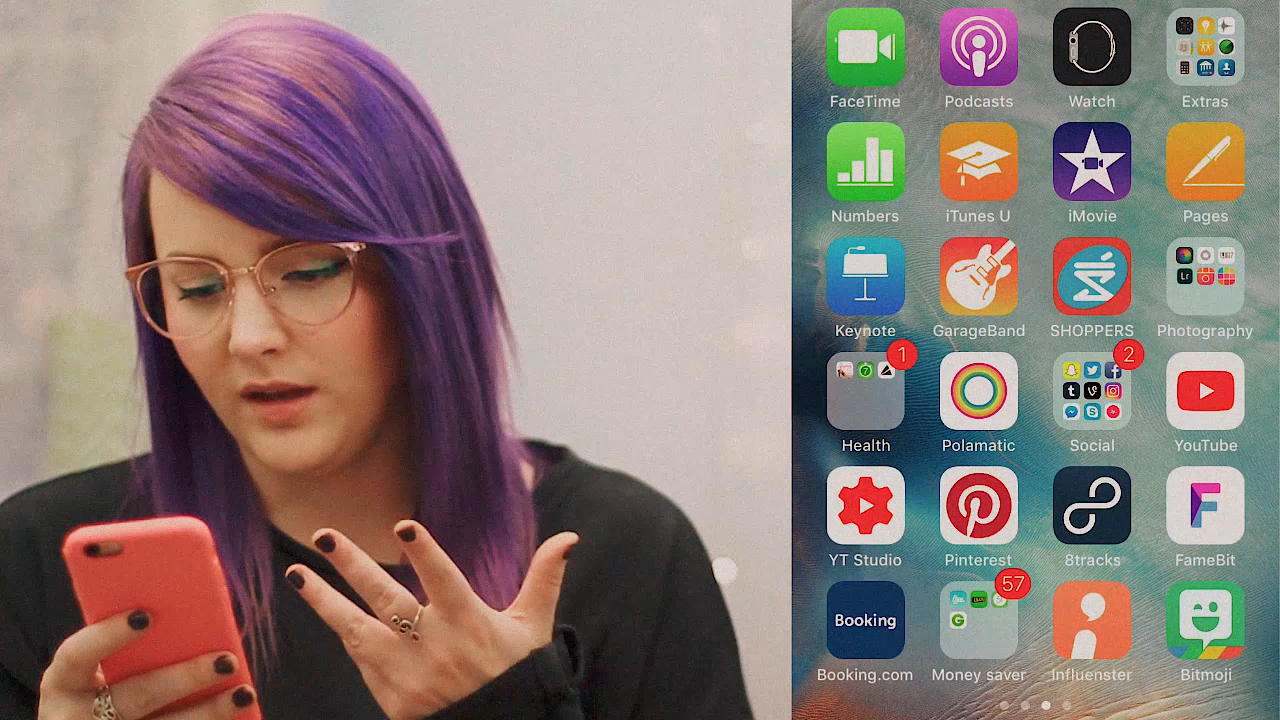 FaceTime Podcasts Watch Extras
Numbers iTunes U iMovie Pages
Keynote GarageBand SHOPPERS Photography
1 2
Health Polamatic Social YouTube
YT Studio Pinterest 8tracks FameBit
57
Booking
Booking.com Money saver Influenster Bitmoji